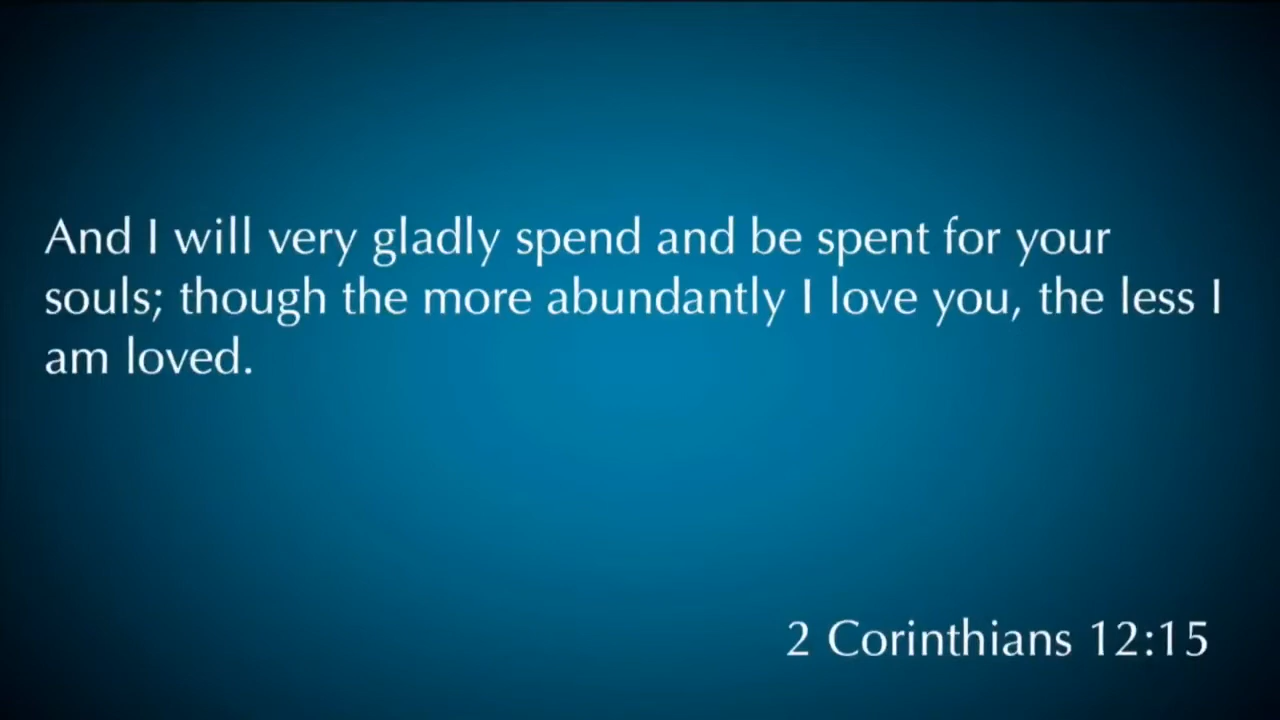 And I will very gladly spend and be spent for your
souls; though the more abundantly I love you, the less I
am loved.
2 Corinthians 12:15